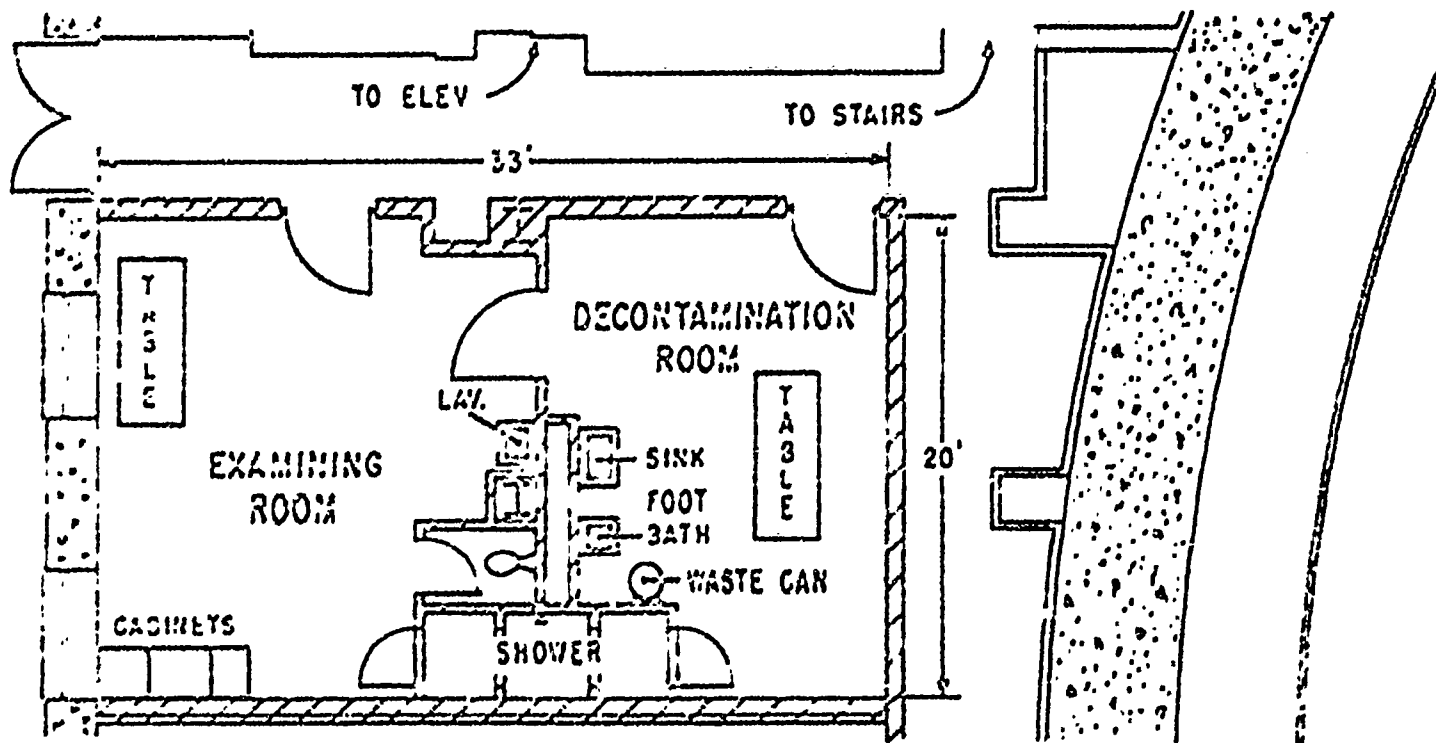 TO ELEV
TO STAIRS
33'
TABLE
DECONTAMINATION
ROOM
LAV.
TABLE
EXAMINING
ROOM
SINK
20'
FOOT
BATH
WASTE CAN
CABINETS
SHOWER